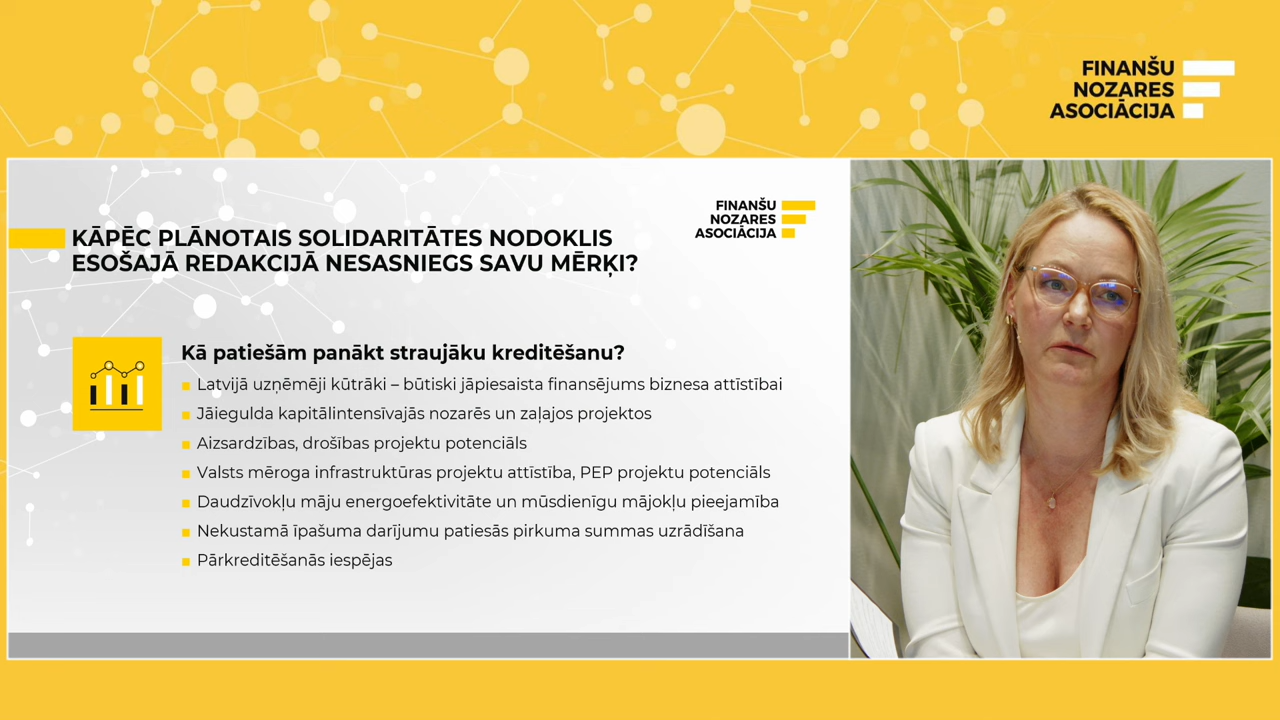 FINANŠU
NOZARES
ASOCIĀCIJA
FINANŠU
NOZARES
ASOCIĀCIJA
KĀPĒC PLĀNOTAIS SOLIDARITĀTES NODOKLIS
ESOŠAJĀ REDAKCIJĀ NESASNIEGS SAVU MĒRĶI?
Kā patiešām panākt straujāku kreditēšanu?
Latvijā uzņēmēji kūtrāki – būtiski jāpiesaista finansējums biznesa attīstībai
Jāiegulda kapitālintensīvajās nozarēs un zaļajos projektos
Aizsardzības, drošības projektu potenciāls
Valsts mēroga infrastruktūras projektu attīstība, PEP projektu potenciāls
Daudzīvokļu māju energoefektivitāte un mūsdienīgu mājokļu pieejamība
Nekustamā īpašuma darījumu patiesās pirkuma summas uzrādīšana
Pārkreditēšanās iespējas